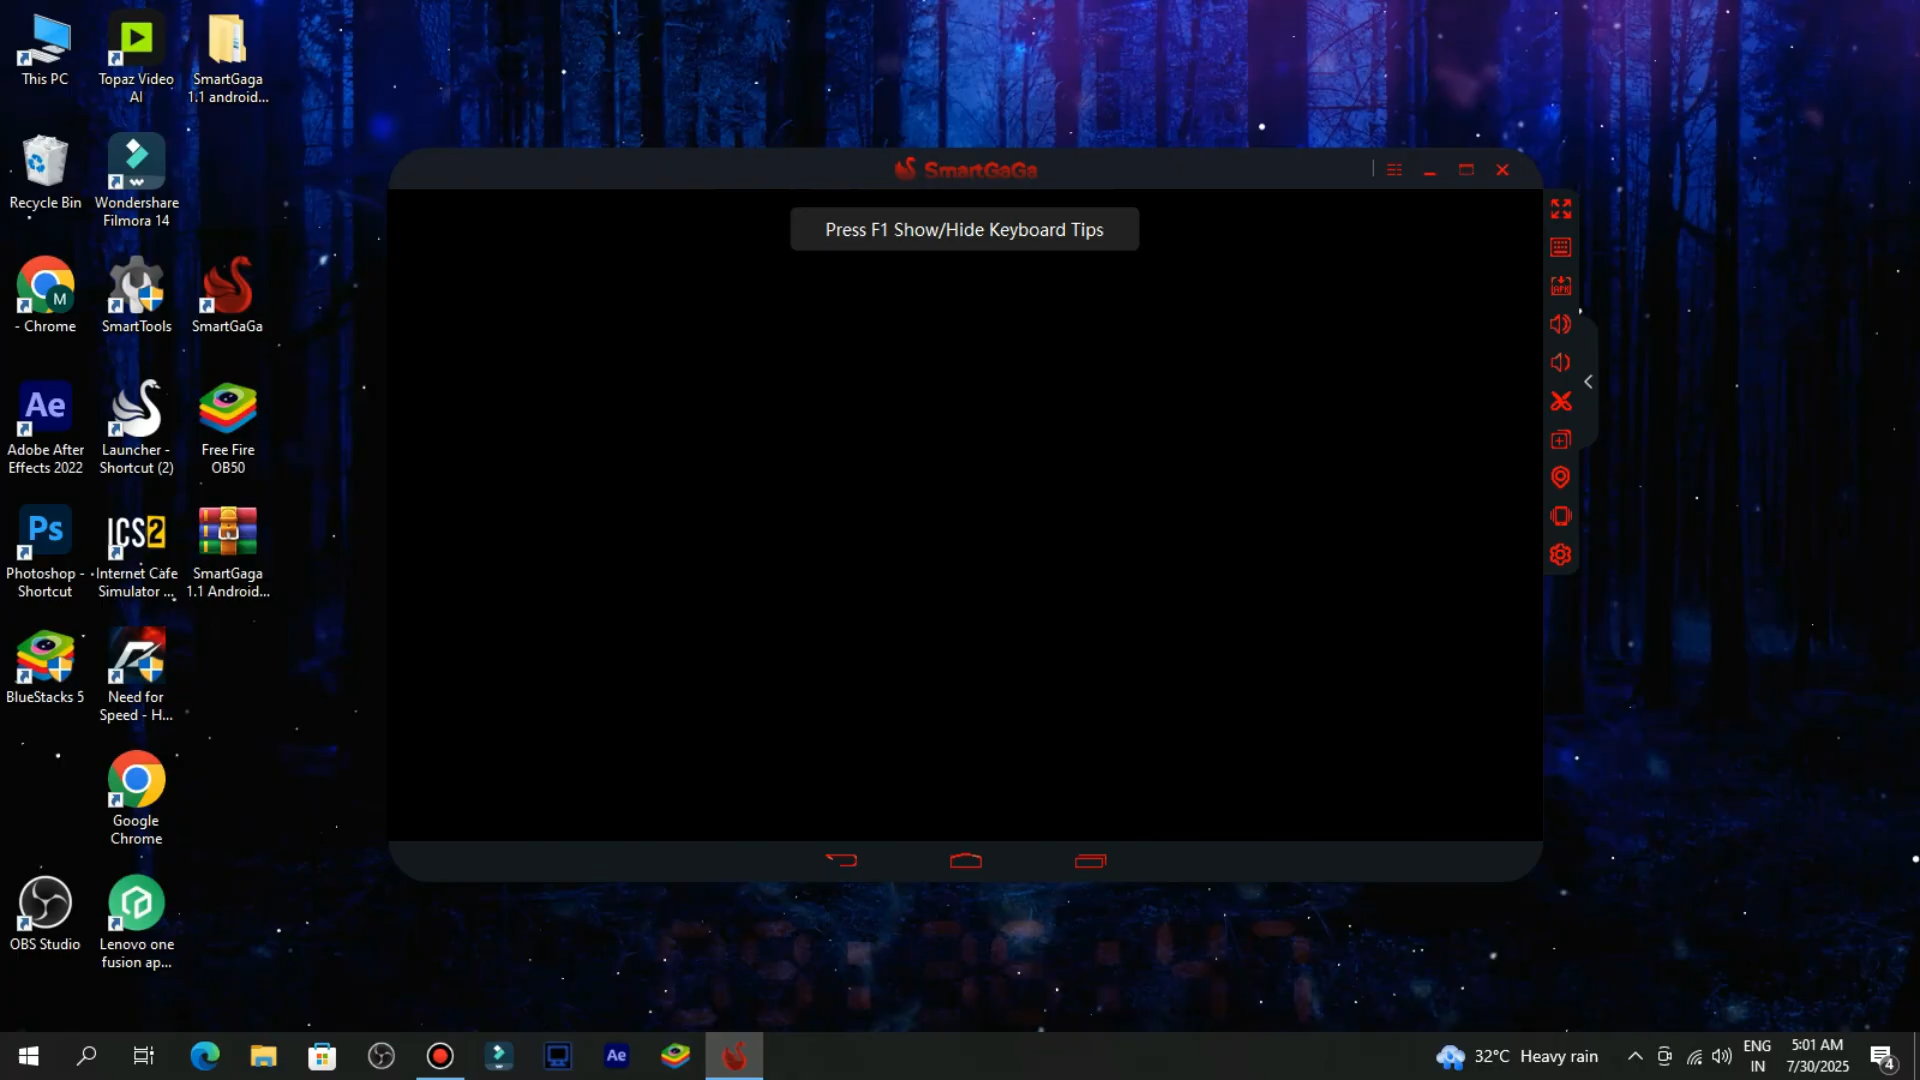 This PC
Topaz Video
AI
SmartGaga
1.1 android...
Recycle Bin
Wondershare
Filmora 14
M
- Chrome
SmartTools
SmartGaGa
Ae
Adobe After
Effects 2022
Launcher -
Shortcut (2)
Free Fire
OB50
Ps
Photoshop -
Shortcut
ICS2
Internet Cafe
Simulator ...
SmartGaga
1.1 Android...
BlueStacks 5
Need for
Speed - H...
Google
Chrome
OBS Studio
Lenovo one
fusion ap...
SmartGaGa
Press F1 Show/Hide Keyboard Tips
APK
Ae
32°C Heavy rain
ENG
IN
5:01 AM
7/30/2025
4